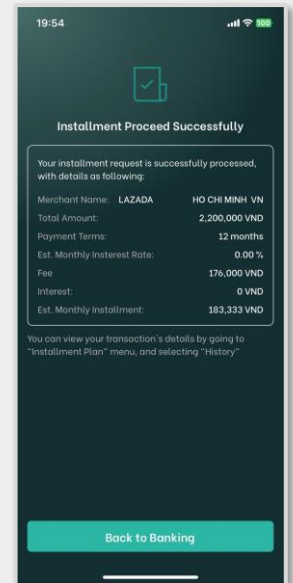 19:54 100
Installment Proceed Successfully
Your installment request is successfully processed,
with details as following:
Merchant Name: LAZADA HO CHI MINH VN
Total Amount: 2,200,000 VND
Payment Terms: 12 months
Est. Monthly Insterest Rate: 0.00 %
Fee 176,000 VND
Interest: 0 VND
Est. Monthly Installment: 183,333 VND
You can view your transaction's details by going to
"Installment Plan" menu, and selecting "History"
Back to Banking